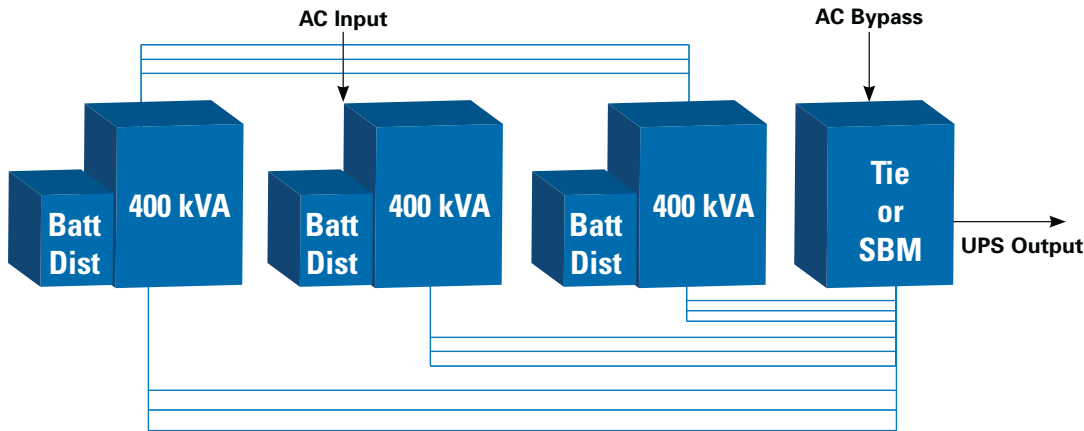 AC Input
AC Bypass
Batt
Dist
400 kVA
Batt
Dist
400 kVA
Batt
Dist
400 kVA
Tie
or
SBM
UPS Output